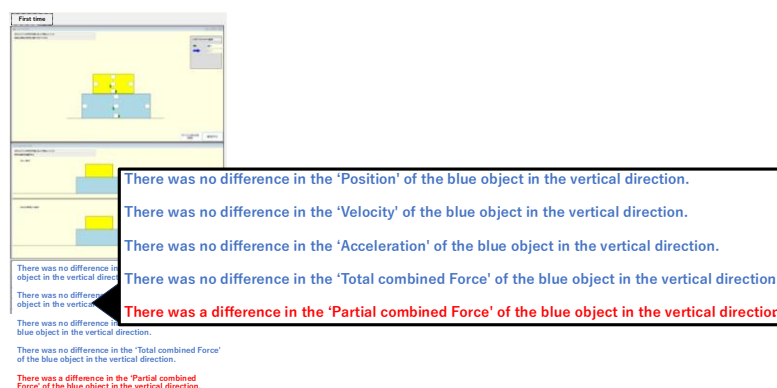 First time
There was no difference in the ‘Position' of the blue object in the vertical direction.
There was no difference in the ‘Velocity' of the blue object in the vertical direction.
There was no difference in the ‘Acceleration' of the blue object in the vertical direction.
There was no difference in the ‘Total combined Force' of the blue object in the vertical direction
There was a difference in the ‘Partial combined Force' of the blue object in the vertical direction
There was no difference in
object in the vertical direct
There was no differen
object in the vertical
There was no difference in
blue object in the vertical direction.
There was no difference in the ‘Total combined Force'
of the blue object in the vertical direction.
There was a difference in the ‘Partial combined
Force' of the blue object in the vertical direction.